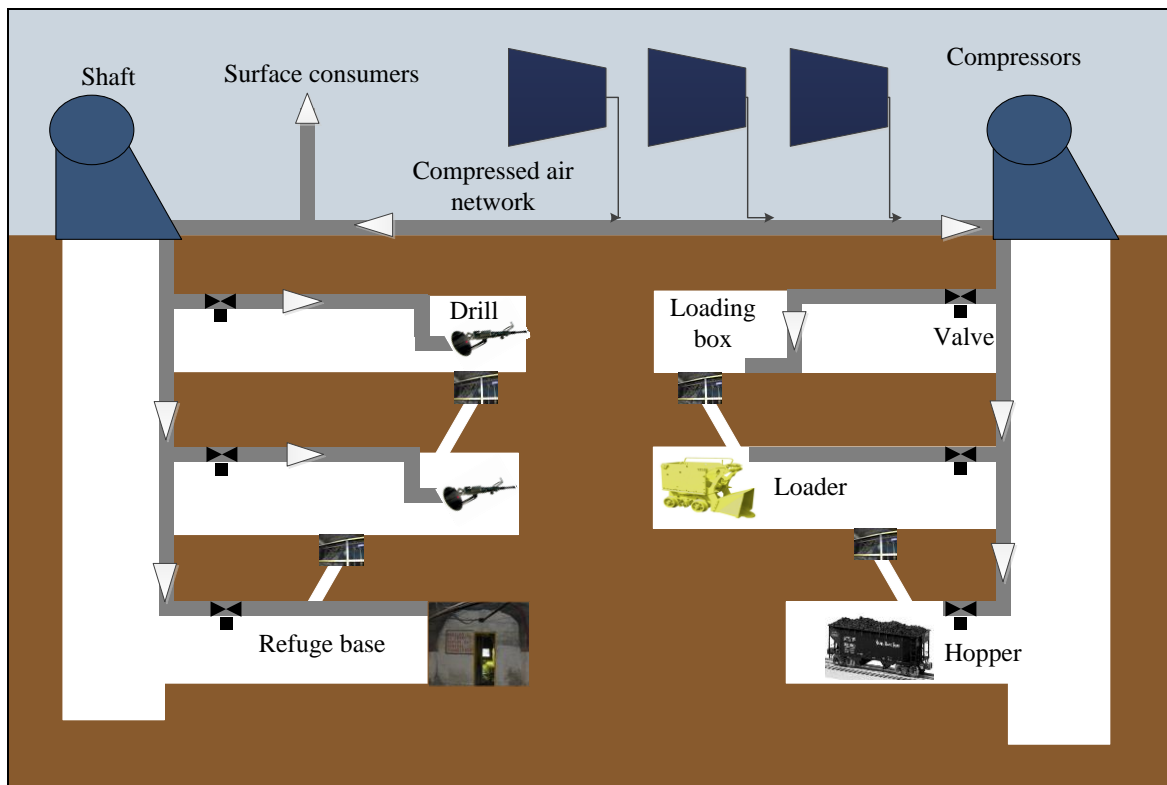 Shaft
Surface consumers
Compressors
Compressed air
network
Drill
Loading
box
Valve
Loader
Refuge base
Hopper